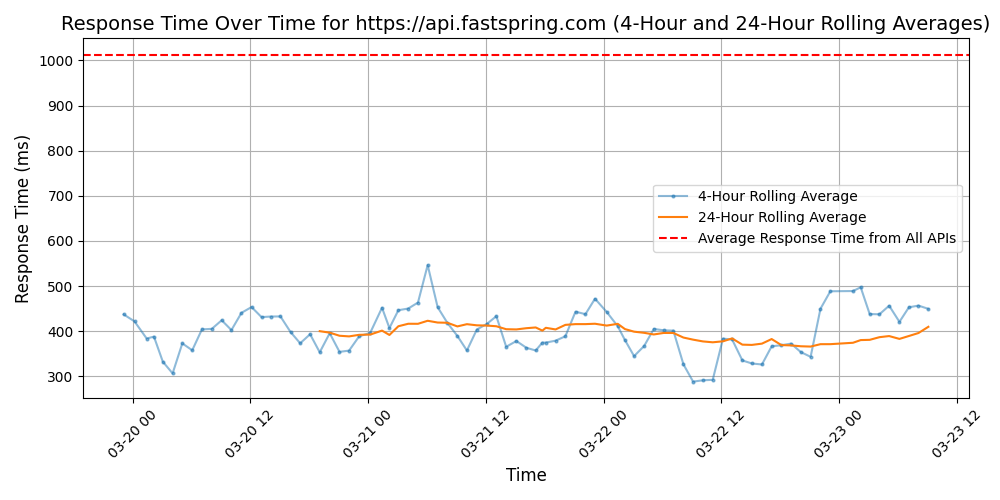 Response Time Over Time for https://api.fastspring.com (4-Hour and 24-Hour Rolling Averages)
Response Time (ms)
1000
900
800
700
600
500
400
300
4-Hour Rolling Average
24-Hour Rolling Average
Average Response Time from All APIs
03-20 00
03-20 12
03-21 00
03-21 12
03-22 00
03-22 12
03-23 00
03-23 12
Time